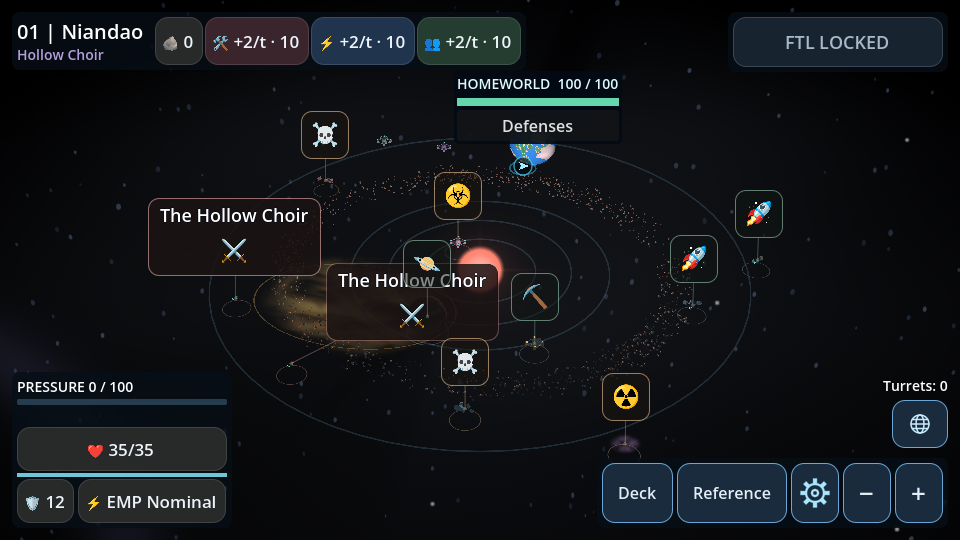 01 | Niandao
Hollow Choir
0
+2/t · 10
+2/t · 10
+2/t · 10
FTL LOCKED
HOMEWORLD 100 / 100
Defenses
The Hollow Choir
The Hollow Choir
PRESSURE 0 / 100
35/35
12
EMP Nominal
Turrets: 0
Deck
Reference
−
+